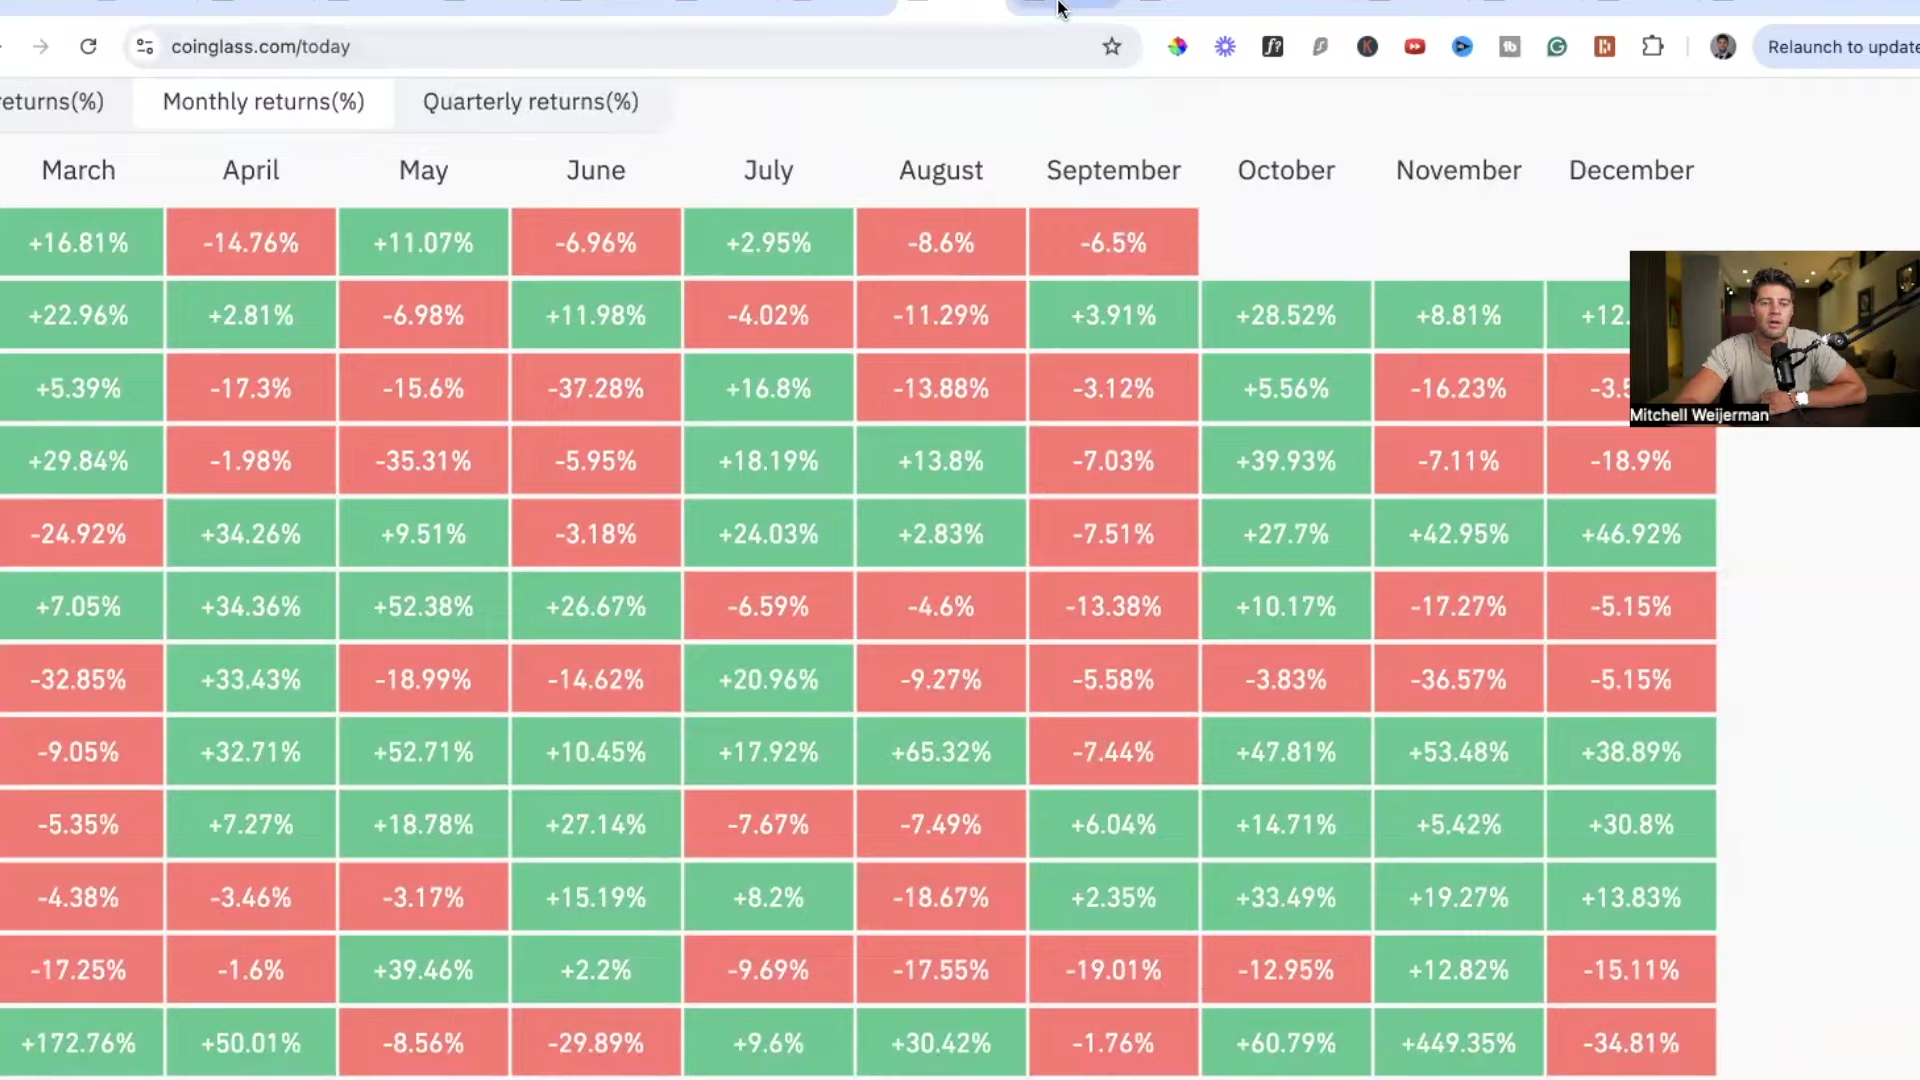 coinglass.com/today
Relaunch to update
returns(%) Monthly returns(%) Quarterly returns(%)
March April May June July August September October November December
+16.81% -14.76% +11.07% -6.96% +2.95% -8.6% -6.5%
+22.96% +2.81% -6.98% +11.98% -4.02% -11.29% +3.91% +28.52% +8.81% +12.
+5.39% -17.3% -15.6% -37.28% +16.8% -13.88% -3.12% +5.56% -16.23% -3.5
Mitchell Weijerman
+29.84% -1.98% -35.31% -5.95% +18.19% +13.8% -7.03% +39.93% -7.11% -18.9%
-24.92% +34.26% +9.51% -3.18% +24.03% +2.83% -7.51% +27.7% +42.95% +46.92%
+7.05% +34.36% +52.38% +26.67% -6.59% -4.6% -13.38% +10.17% -17.27% -5.15%
-32.85% +33.43% -18.99% -14.62% +20.96% -9.27% -5.58% -3.83% -36.57% -5.15%
-9.05% +32.71% +52.71% +10.45% +17.92% +65.32% -7.44% +47.81% +53.48% +38.89%
-5.35% +7.27% +18.78% +27.14% -7.67% -7.49% +6.04% +14.71% +5.42% +30.8%
-4.38% -3.46% -3.17% +15.19% +8.2% -18.67% +2.35% +33.49% +19.27% +13.83%
-17.25% -1.6% +39.46% +2.2% -9.69% -17.55% -19.01% -12.95% +12.82% -15.11%
+172.76% +50.01% -8.56% -29.89% +9.6% +30.42% -1.76% +60.79% +449.35% -34.81%